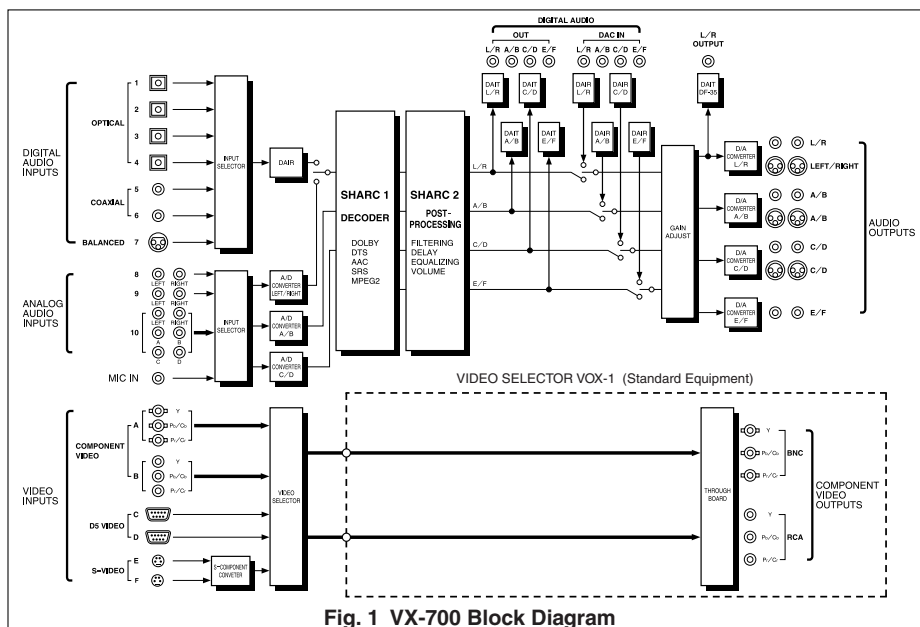 DIGITAL AUDIO
OUT
DAC IN
L/R A/B C/D E/F
L/R A/B C/D E/F
L/R
OUTPUT
DAIT
L/R
DAIT
C/D
DAIR
L/R
DAIR
C/D
DAIT
DF-35
DAIT
A/B
DAIT
E/F
DAIR
A/B
DAIR
E/F
DIGITAL
AUDIO
INPUTS
OPTICAL
1
2
3
4
COAXIAL
5
6
BALANCED 7
INPUT
SELECTOR
DAIR
ANALOG
AUDIO
INPUTS
8
LEFT RIGHT
9
LEFT RIGHT
10
LEFT RIGHT
A B
C D
MIC IN
INPUT
SELECTOR
A/D
CONVERTER
LEFT/RIGHT
A/D
CONVERTER
A/B
A/D
CONVERTER
C/D
SHARC 1
DECODER
DOLBY
DTS
AAC
SRS
MPEG2
SHARC 2
POST-
PROCESSING
FILTERING
DELAY
EQUALIZING
VOLUME
L/R
A/B
C/D
E/F
GAIN
ADJUST
D/A
CONVERTER
L/R
D/A
CONVERTER
A/B
D/A
CONVERTER
C/D
D/A
CONVERTER
E/F
L/R
LEFT/RIGHT
A/B
A/B
C/D
C/D
E/F
AUDIO
OUTPUTS
VIDEO SELECTOR VOX-1 (Standard Equipment)
VIDEO
INPUTS
COMPONENT
VIDEO
A
Y
PB/CB
Pr/Cr
B
Y
PB/CB
Pr/Cr
D5 VIDEO
C
D
S-VIDEO
E
F
S-COMPONENT
CONVETER
VIDEO
SELECTOR
THROUGH
BOARD
Y
PB/CB
Pr/Cr
BNC
Y
PB/CB
Pr/Cr
RCA
COMPONENT
VIDEO
OUTPUTS
Fig. 1 VX-700 Block Diagram